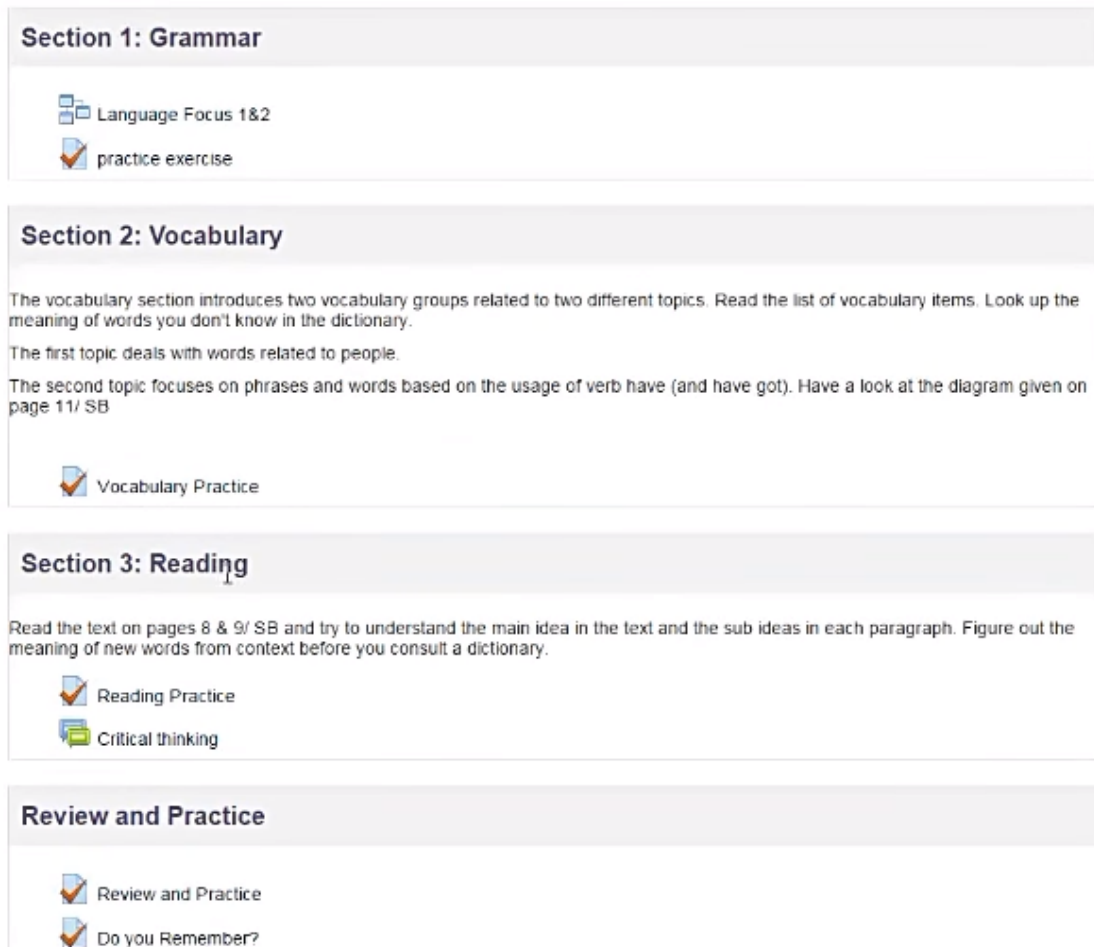 Section 1: Grammar
Language Focus 1&2
practice exercise
Section 2: Vocabulary
The vocabulary section introduces two vocabulary groups related to two different topics. Read the list of vocabulary items. Look up the
meaning of words you don't know in the dictionary.
The first topic deals with words related to people.
The second topic focuses on phrases and words based on the usage of verb have (and have got). Have a look at the diagram given on
page 11/ SB
Vocabulary Practice
Section 3: Reading
Read the text on pages 8 & 9/ SB and try to understand the main idea in the text and the sub ideas in each paragraph. Figure out the
meaning of new words from context before you consult a dictionary.
Reading Practice
Critical thinking
Review and Practice
Review and Practice
Do you Remember?